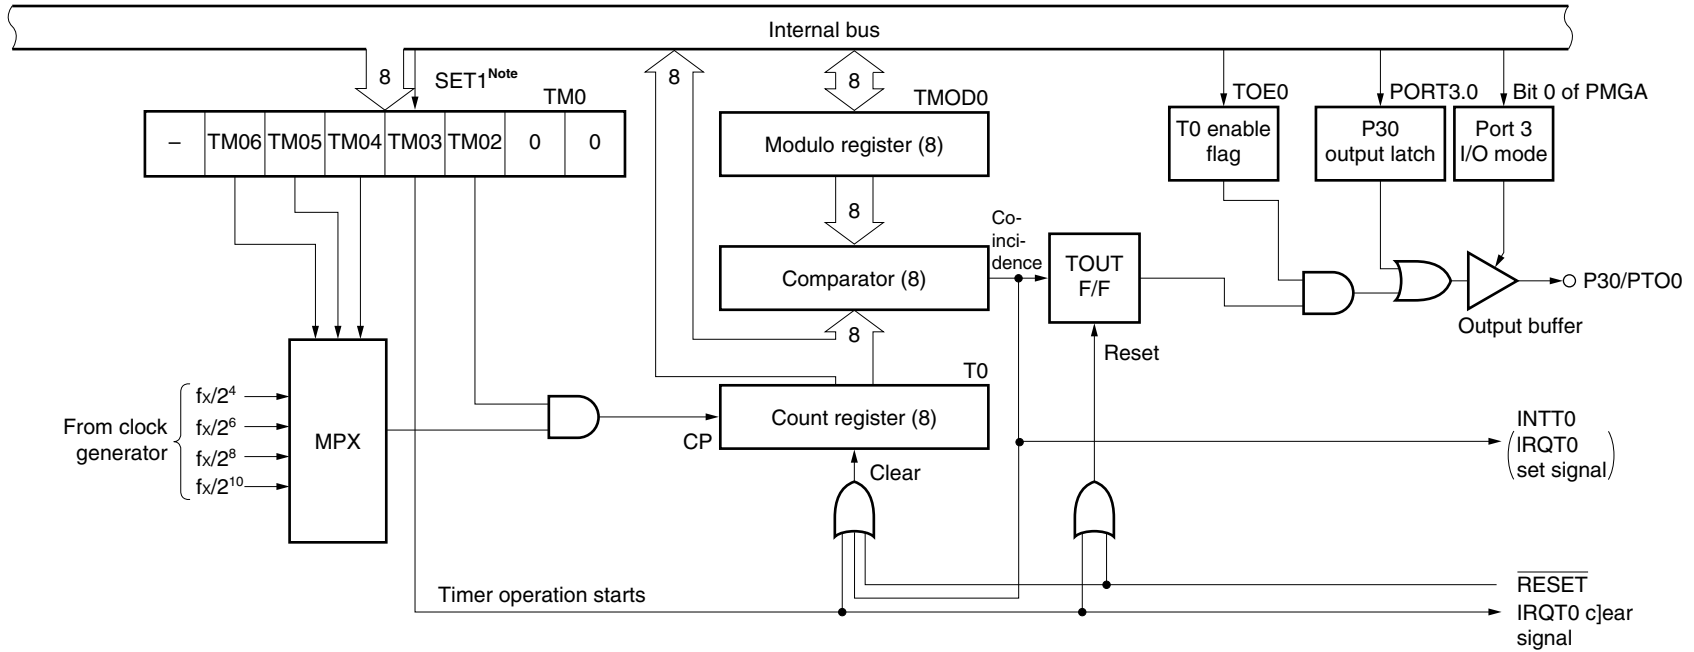 Internal bus
8
SET1Note
TM0
– TM06 TM05 TM04 TM03 TM02 0 0
8
8
TMOD0
Modulo register (8)
8
Comparator (8)
Co-
inci-
dence
8
T0
Count register (8)
CP
Clear
TOUT
F/F
Reset
TOE0
T0 enable
flag
PORT3.0
P30
output latch
Bit 0 of PMGA
Port 3
I/O mode
P30/PTO0
Output buffer
From clock
generator
fx/2⁴
fx/2⁶
fx/2⁸
fx/2¹⁰
MPX
INTT0
IRQT0
set signal
Timer operation starts
RESET
IRQT0 c]ear
signal